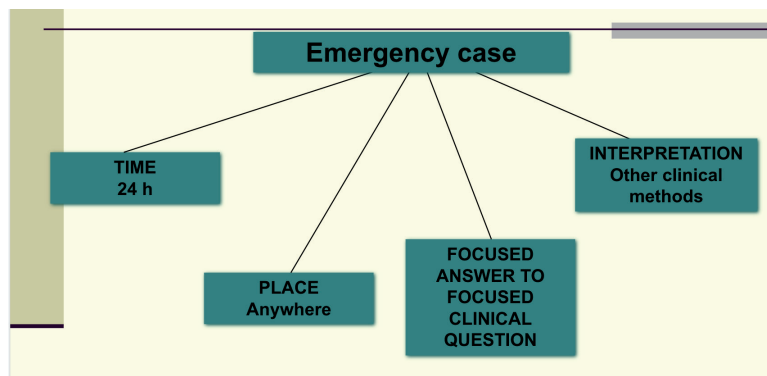 Emergency case
TIME
24 h
PLACE
Anywhere
FOCUSED
ANSWER TO
FOCUSED
CLINICAL
QUESTION
INTERPRETATION
Other clinical
methods